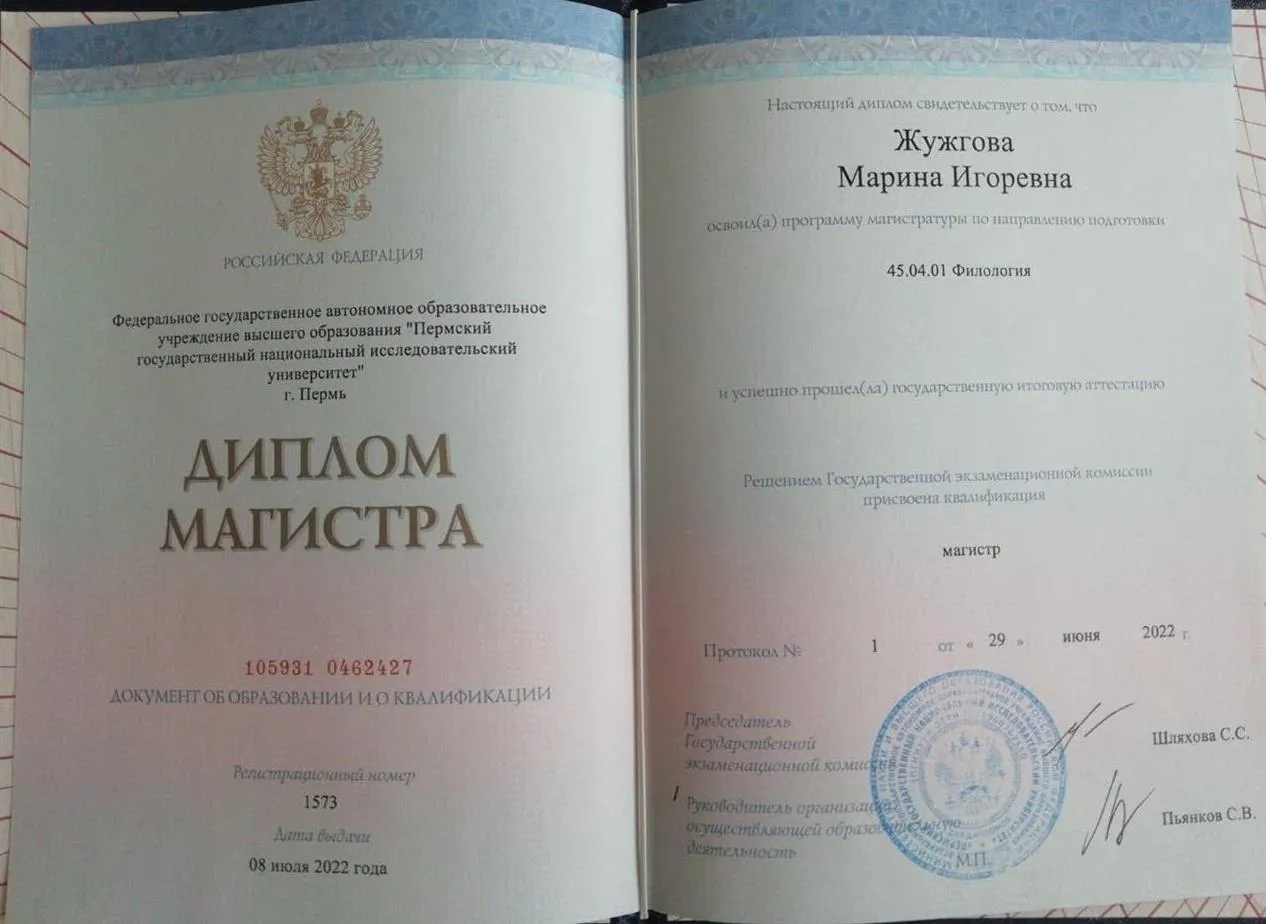 РОССИЙСКАЯ ФЕДЕРАЦИЯ
Федеральное государственное автономное образовательное
учреждение высшего образования "Пермский
государственный национальный исследовательский
университет"
г. Пермь
ДИПЛОМ
МАГИСТРА
105931 0462427
ДОКУМЕНТ ОБ ОБРАЗОВАНИИ И О КВАЛИФИКАЦИИ
Регистрационный номер
1573
Дата выдачи
08 июля 2022 года
Настоящий диплом свидетельствует о том, что
Жужгова
Марина Игоревна
освоил(а) программу магистратуры по направлению подготовки
45.04.01 Филология
и успешно прошел(ла) государственную итоговую аттестацию
Решением Государственной экзаменационной комиссии
присвоена квалификация
магистр
Протокол № 1 от « 29 » июня 2022 г.
Председатель
Государственной
экзаменационной комиссии
Шляхова С.С.
Руководитель организации,
осуществляющей образовательную
деятельность
Пьянков С.В.
М.П.